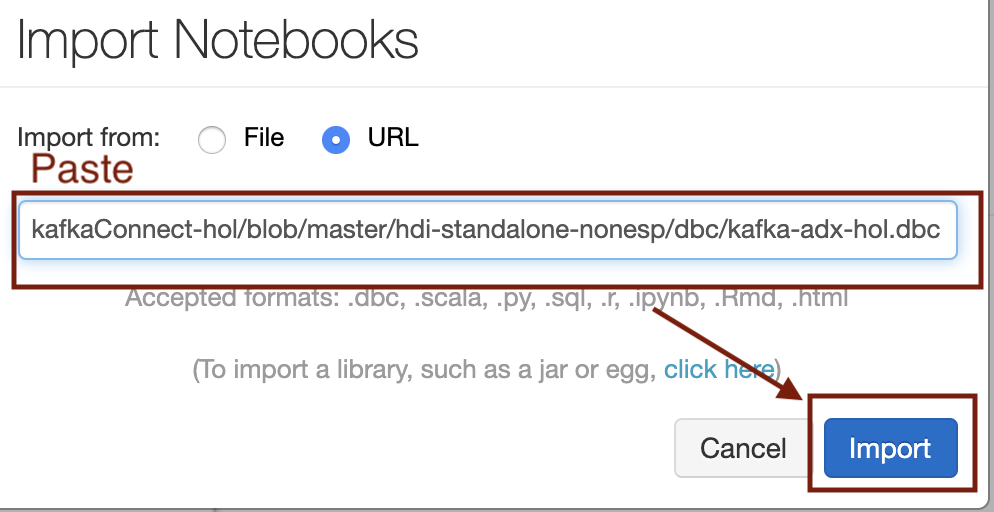 Import Notebooks
Import from: File URL
Paste
kafkaConnect-hol/blob/master/hdi-standalone-nonesp/dbc/kafka-adx-hol.dbc
Accepted formats: .dbc, .scala, .py, .sql, .r, .ipynb, .Rmd, .html
(To import a library, such as a jar or egg, click here)
Cancel Import